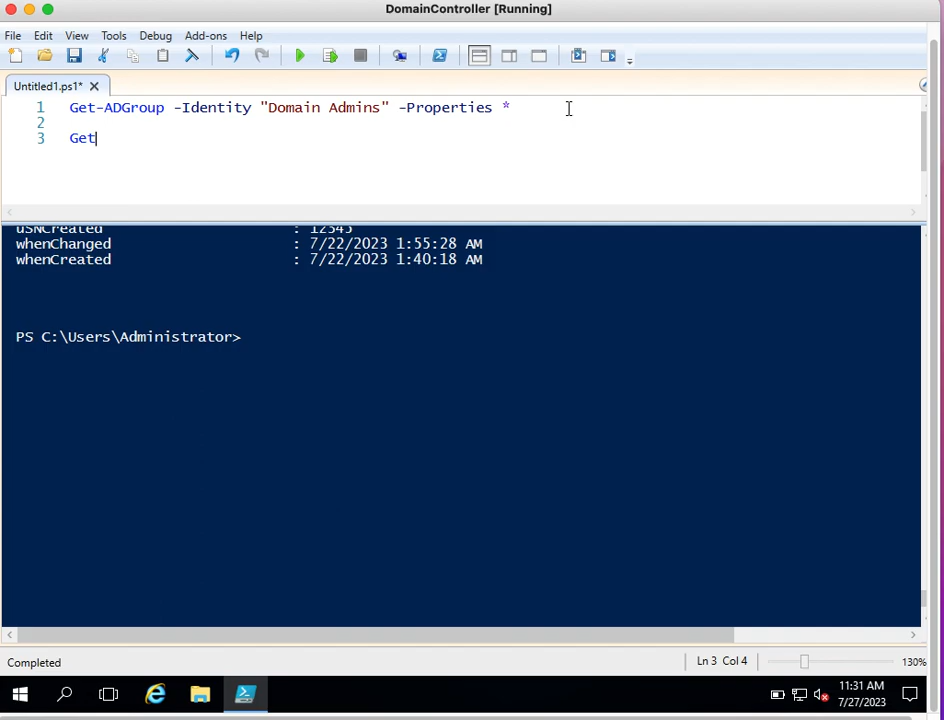 DomainController [Running]
File Edit View Tools Debug Add-ons Help
Untitled1.ps1*
1 Get-ADGroup -Identity "Domain Admins" -Properties *
2
3 Get
uSNCreated : 12345
whenChanged : 7/22/2023 1:55:28 AM
whenCreated : 7/22/2023 1:40:18 AM
PS C:\Users\Administrator>
Completed Ln 3 Col 4 130%
11:31 AM
7/27/2023